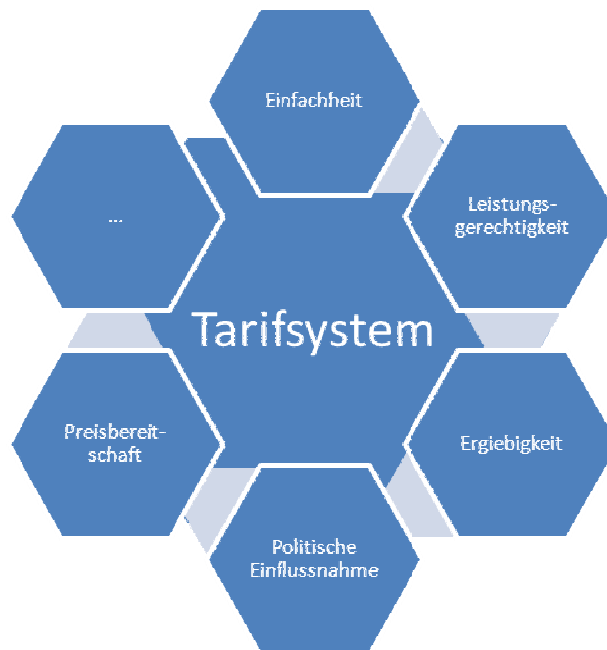 Einfachheit
Leistungs-
gerechtigkeit
...
Tarifsystem
Preisbereit-
schaft
Ergiebigkeit
Politische
Einflussnahme